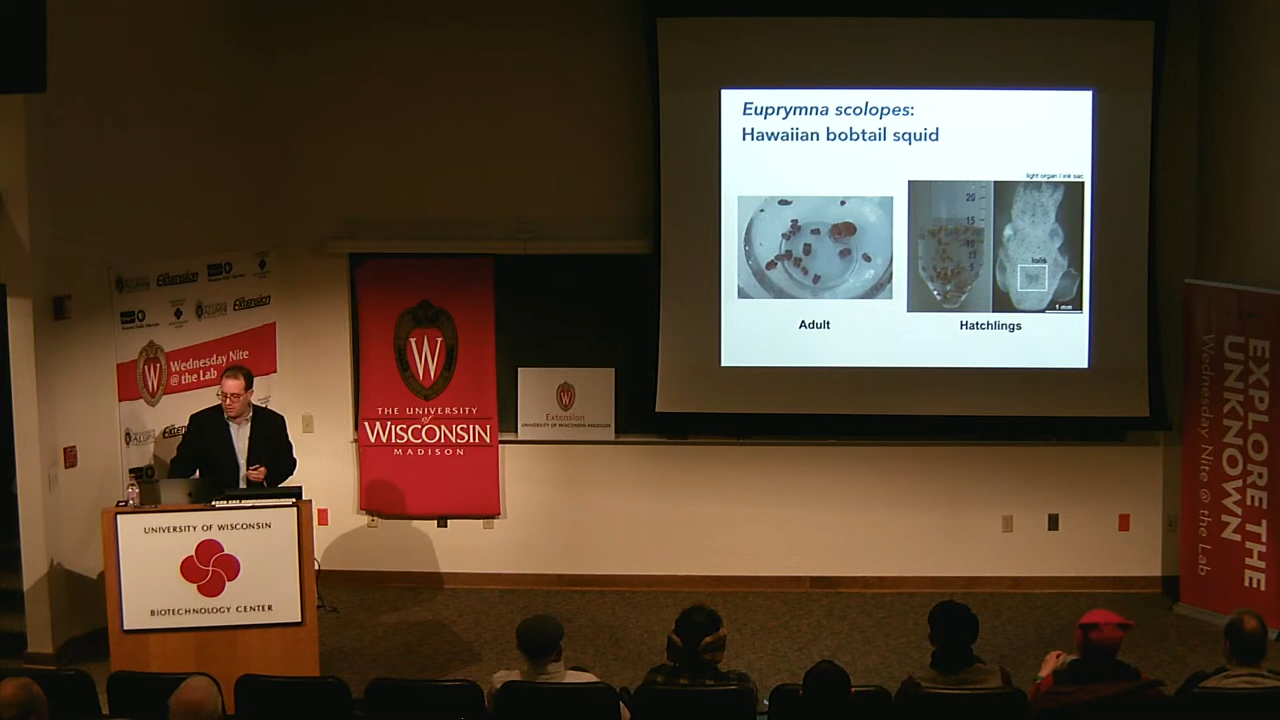 Euprymna scolopes:
Hawaiian bobtail squid
light organ / ink sac
20
15
10
5
1 mm
Adult
Hatchlings
Extension
ALUMNI
Extension
Wednesday Nite
@ the Lab
W
THE UNIVERSITY
of
WISCONSIN
MADISON
Extension
UNIVERSITY OF WISCONSIN-MADISON
UNIVERSITY OF WISCONSIN
BIOTECHNOLOGY CENTER
EXPLORE THE
UNKNOWN
Wednesday Nite @ the Lab